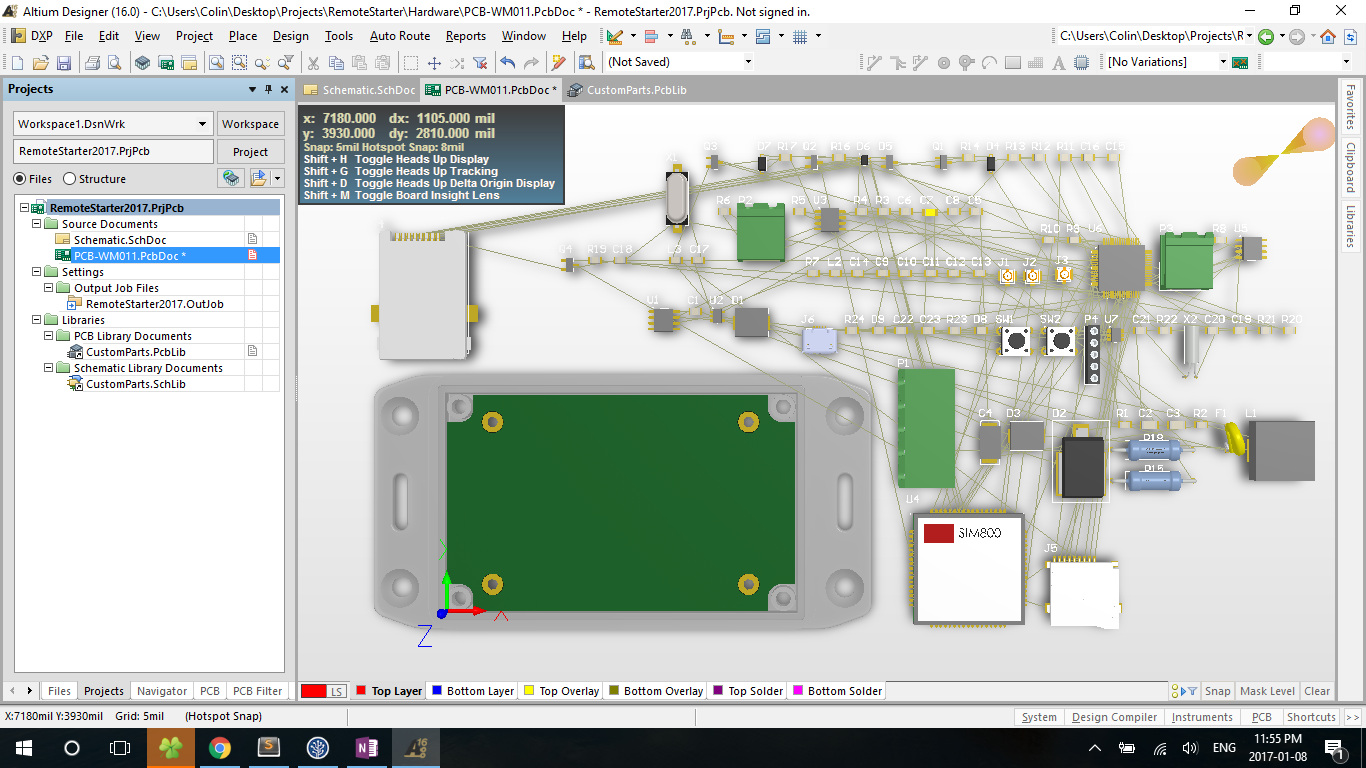 Altium Designer (16.0) - C:\Users\Colin\Desktop\Projects\RemoteStarter\Hardware\PCB-WM011.PcbDoc * - RemoteStarter2017.PrjPcb. Not signed in.
DXP File Edit View Project Place Design Tools Auto Route Reports Window Help C:\Users\Colin\Desktop\Projects\R
(Not Saved) [No Variations]
Projects
Schematic.SchDoc PCB-WM011.PcbDoc * CustomParts.PcbLib
Workspace1.DsnWrk Workspace
RemoteStarter2017.PrjPcb Project
Files Structure
RemoteStarter2017.PrjPcb
Source Documents
Schematic.SchDoc
PCB-WM011.PcbDoc *
Settings
Output Job Files
RemoteStarter2017.OutJob
Libraries
PCB Library Documents
CustomParts.PcbLib
Schematic Library Documents
CustomParts.SchLib
x: 7180.000 dx: 1105.000 mil
y: 3930.000 dy: 2810.000 mil
Snap: 5mil Hotspot Snap: 8mil
Shift + H Toggle Heads Up Display
Shift + G Toggle Heads Up Tracking
Shift + D Toggle Heads Up Delta Origin Display
Shift + M Toggle Board Insight Lens
Favorites
Clipboard
Libraries
Q3 D7 R17 Q2 R16 D6 D5 Q1 R14 D4 R13 R12 R11 C16 C15
R6 P2 R5 U3 R4 R3 C6 C7 C8 C5
R10 U6 P3 R8 U5
R19 C18 C17
R7 L2 C14 C9 C10 C11 C12 C13 J1 J2 J3
U1 C1 U2 D1
J6 R24 D9 C22 C23 R23 D8 SW1 SW2 P4 U7 C21 R22 X2 C20 C19 R21 R20
P1
C4 D3 D2 R1 C2 C3 R2 F1 L1
R18
R15
U4
SIM800
J5
X
Z
Files Projects Navigator PCB PCB Filter LS Top Layer Bottom Layer Top Overlay Bottom Overlay Top Solder Bottom Solder Snap Mask Level Clear
X:7180mil Y:3930mil Grid: 5mil (Hotspot Snap) System Design Compiler Instruments PCB Shortcuts >>
ENG
11:55 PM
2017-01-08
1